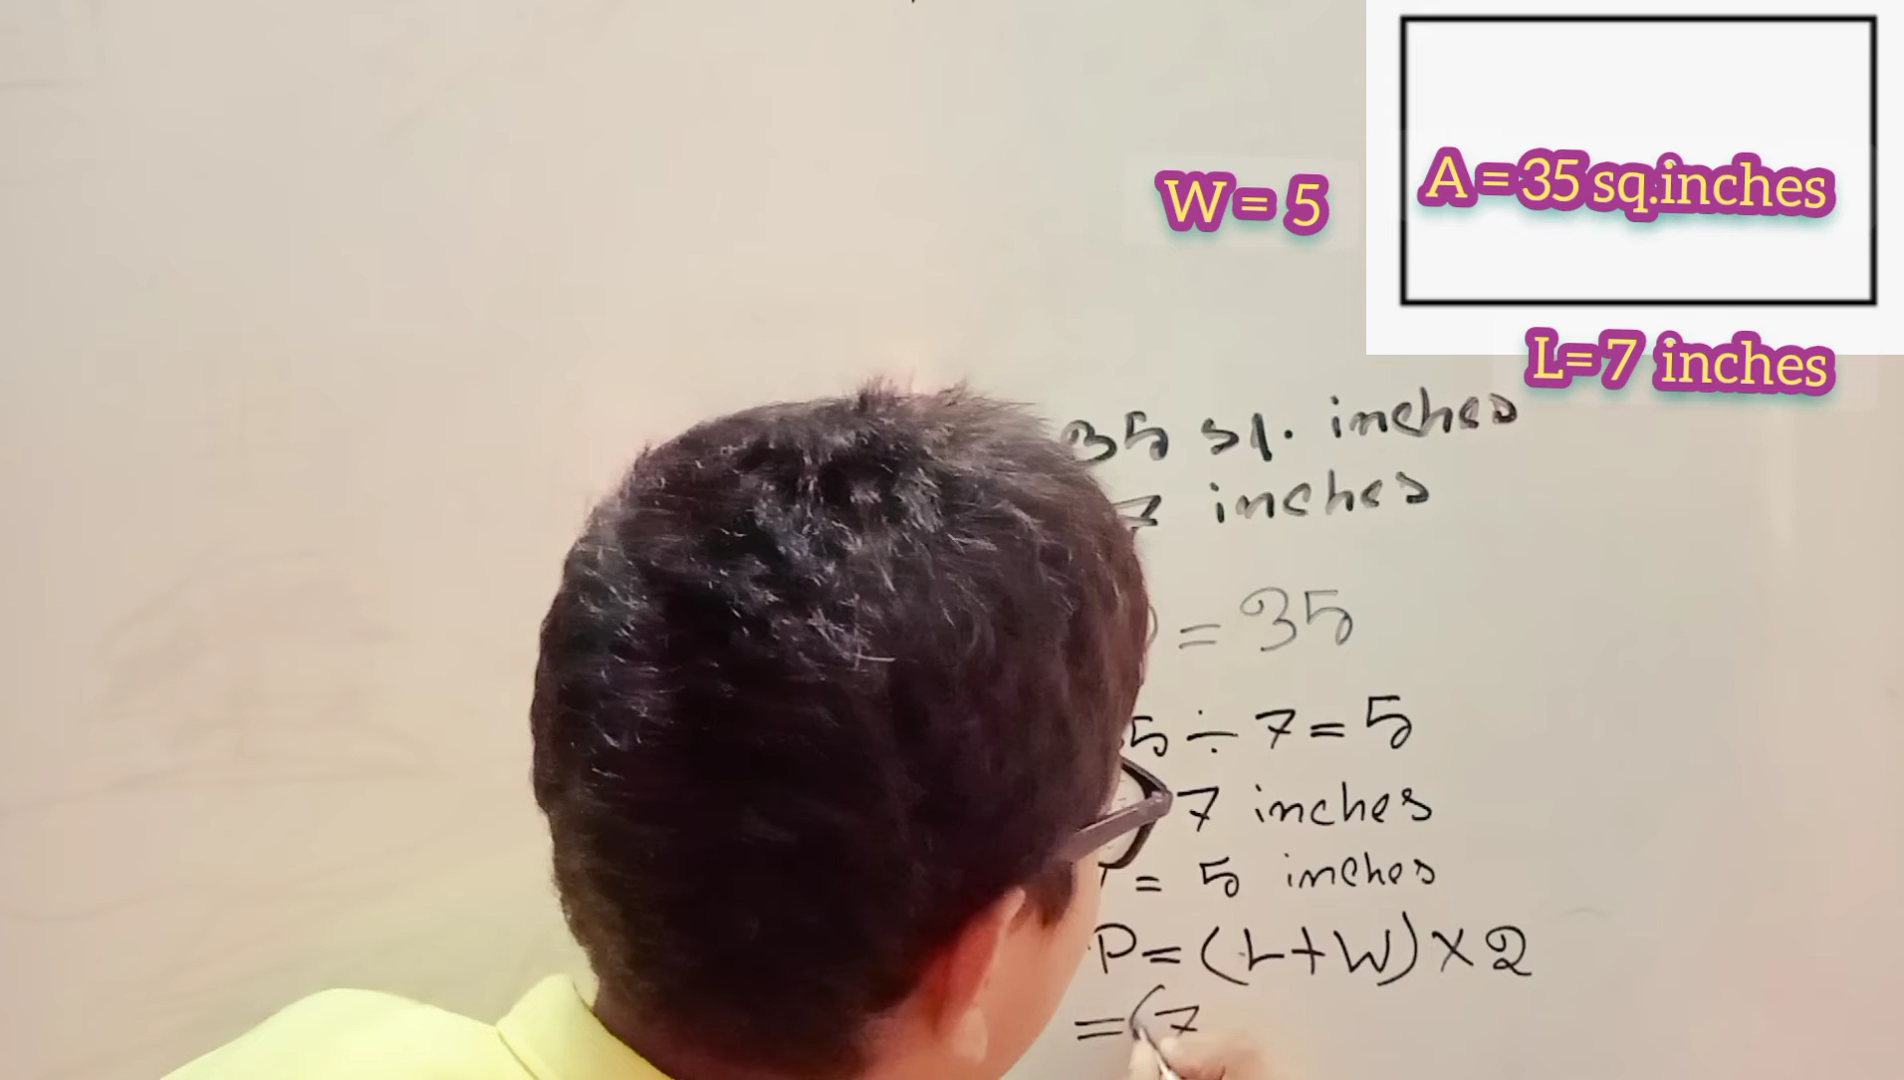 W = 5
A = 35 sq.inches
L=7 inches
35 sq. inches
7 inches
) = 35
5 ÷ 7 = 5
7 inches
= 5 inches
P = (L+W) × 2
= (7